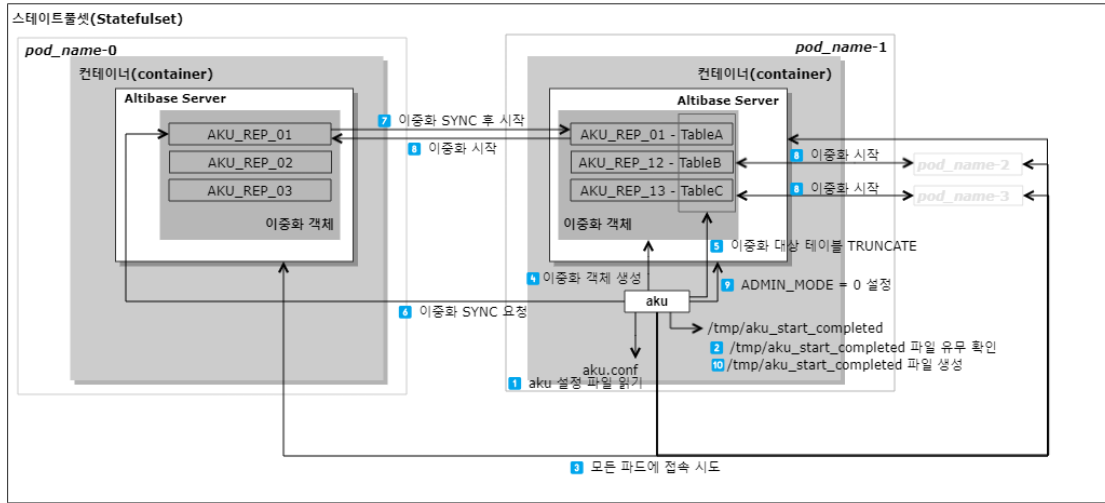 스테이트풀셋(Statefulset)
pod_name-0
컨테이너(container)
Altibase Server
AKU_REP_01
AKU_REP_02
AKU_REP_03
이중화 객체
pod_name-1
컨테이너(container)
Altibase Server
AKU_REP_01 - TableA
AKU_REP_12 - TableB
AKU_REP_13 - TableC
이중화 객체
7 이중화 SYNC 후 시작
8 이중화 시작
8 이중화 시작
pod_name-2
8 이중화 시작
pod_name-3
5 이중화 대상 테이블 TRUNCATE
4 이중화 객체 생성
9 ADMIN_MODE = 0 설정
aku
6 이중화 SYNC 요청
/tmp/aku_start_completed
2 /tmp/aku_start_completed 파일 유무 확인
10 /tmp/aku_start_completed 파일 생성
aku.conf
1 aku 설정 파일 읽기
3 모든 파드에 접속 시도